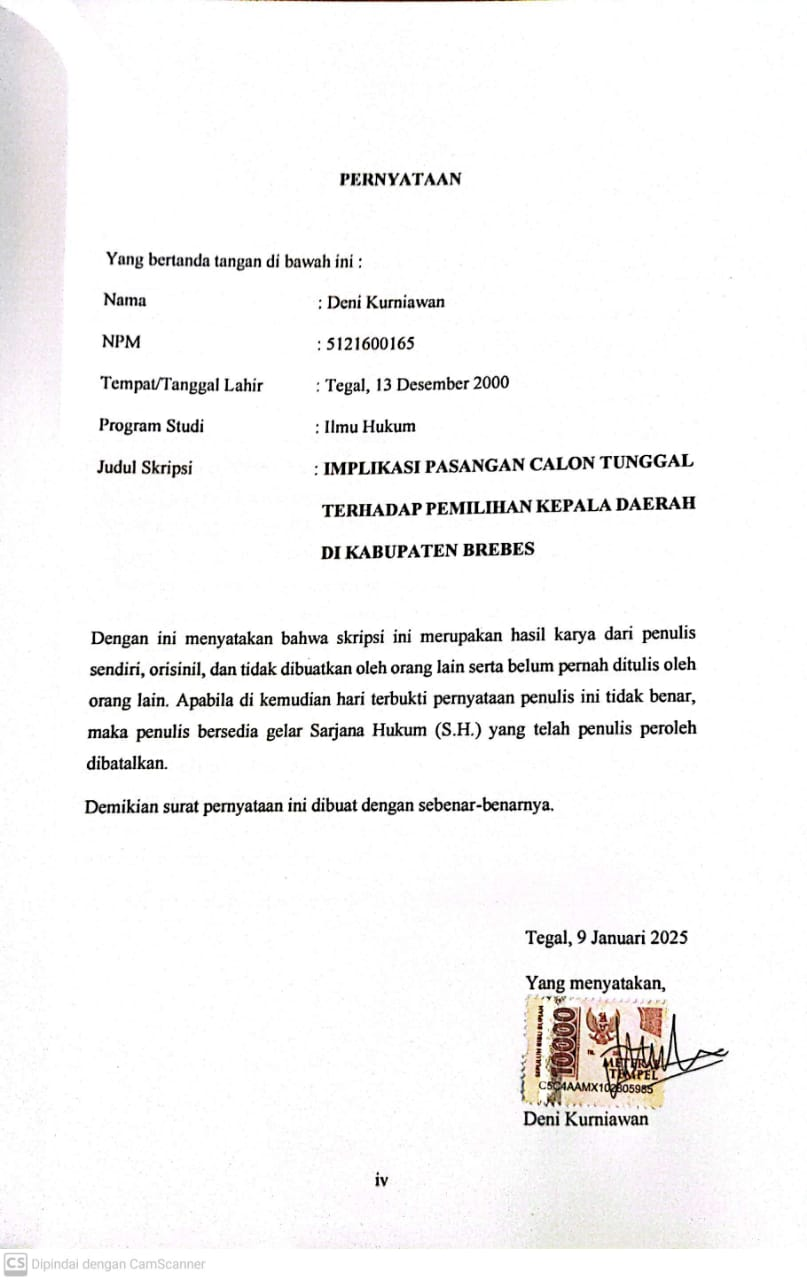 PERNYATAAN
Yang bertanda tangan di bawah ini :
Nama : Deni Kurniawan
NPM : 5121600165
Tempat/Tanggal Lahir : Tegal, 13 Desember 2000
Program Studi : Ilmu Hukum
Judul Skripsi : IMPLIKASI PASANGAN CALON TUNGGAL
TERHADAP PEMILIHAN KEPALA DAERAH
DI KABUPATEN BREBES
Dengan ini menyatakan bahwa skripsi ini merupakan hasil karya dari penulis
sendiri, orisinil, dan tidak dibuatkan oleh orang lain serta belum pernah ditulis oleh
orang lain. Apabila di kemudian hari terbukti pernyataan penulis ini tidak benar,
maka penulis bersedia gelar Sarjana Hukum (S.H.) yang telah penulis peroleh
dibatalkan.
Demikian surat pernyataan ini dibuat dengan sebenar-benarnya.
Tegal, 9 Januari 2025
Yang menyatakan,
SEPULUH RIBU RUPIAH
10000
TEMPEL
Deni Kurniawan
iv
CS Dipindai dengan CamScanner